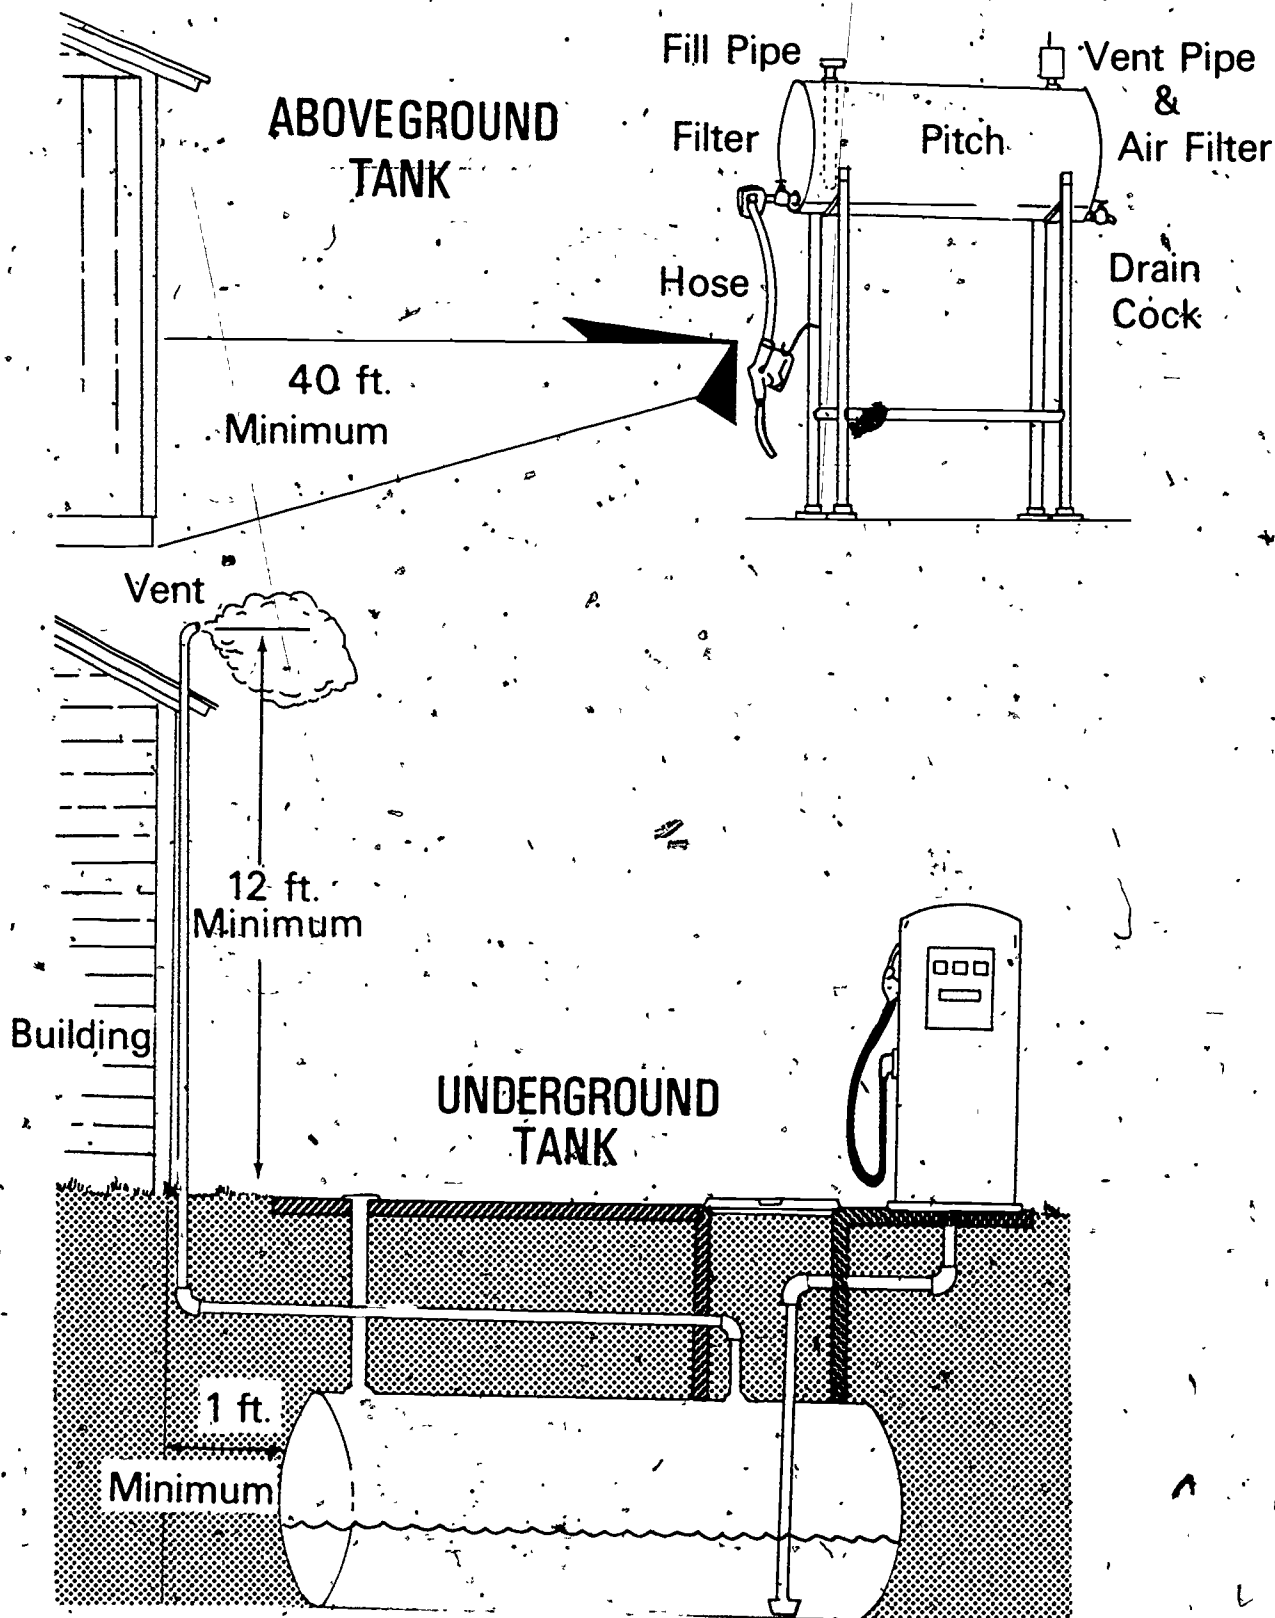 Fill Pipe
Vent Pipe
&
Air Filter
ABOVEGROUND
TANK
Filter
Pitch
Hose
Drain
Cock
40 ft.
Minimum
Vent
12 ft.
Minimum
Building
UNDERGROUND
TANK
1 ft.
Minimum